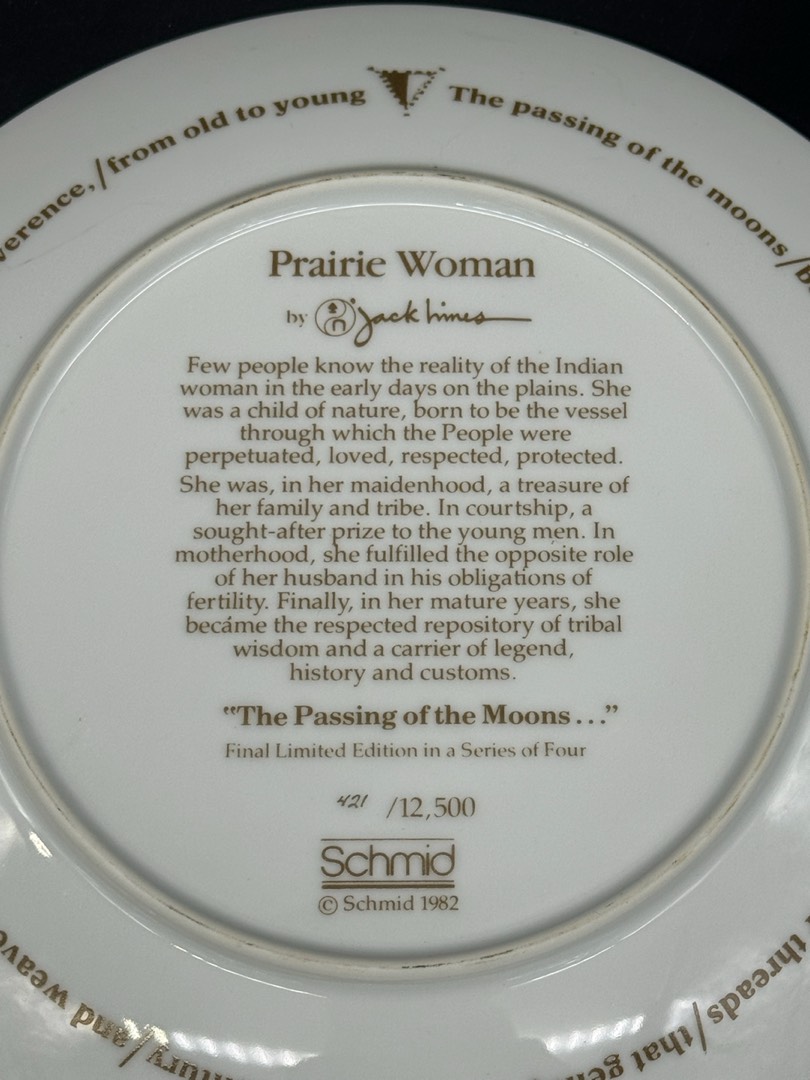 verence,/from old to young The passing of the moons/
Prairie Woman
by Jack Hines
Few people know the reality of the Indian
woman in the early days on the plains. She
was a child of nature, born to be the vessel
through which the People were
perpetuated, loved, respected, protected.
She was, in her maidenhood, a treasure of
her family and tribe. In courtship, a
sought-after prize to the young men. In
motherhood, she fulfilled the opposite role
of her husband in his obligations of
fertility. Finally, in her mature years, she
became the respected repository of tribal
wisdom and a carrier of legend,
history and customs.
"The Passing of the Moons..."
Final Limited Edition in a Series of Four
421 /12,500
Schmid
© Schmid 1982
threads/that
/and weave